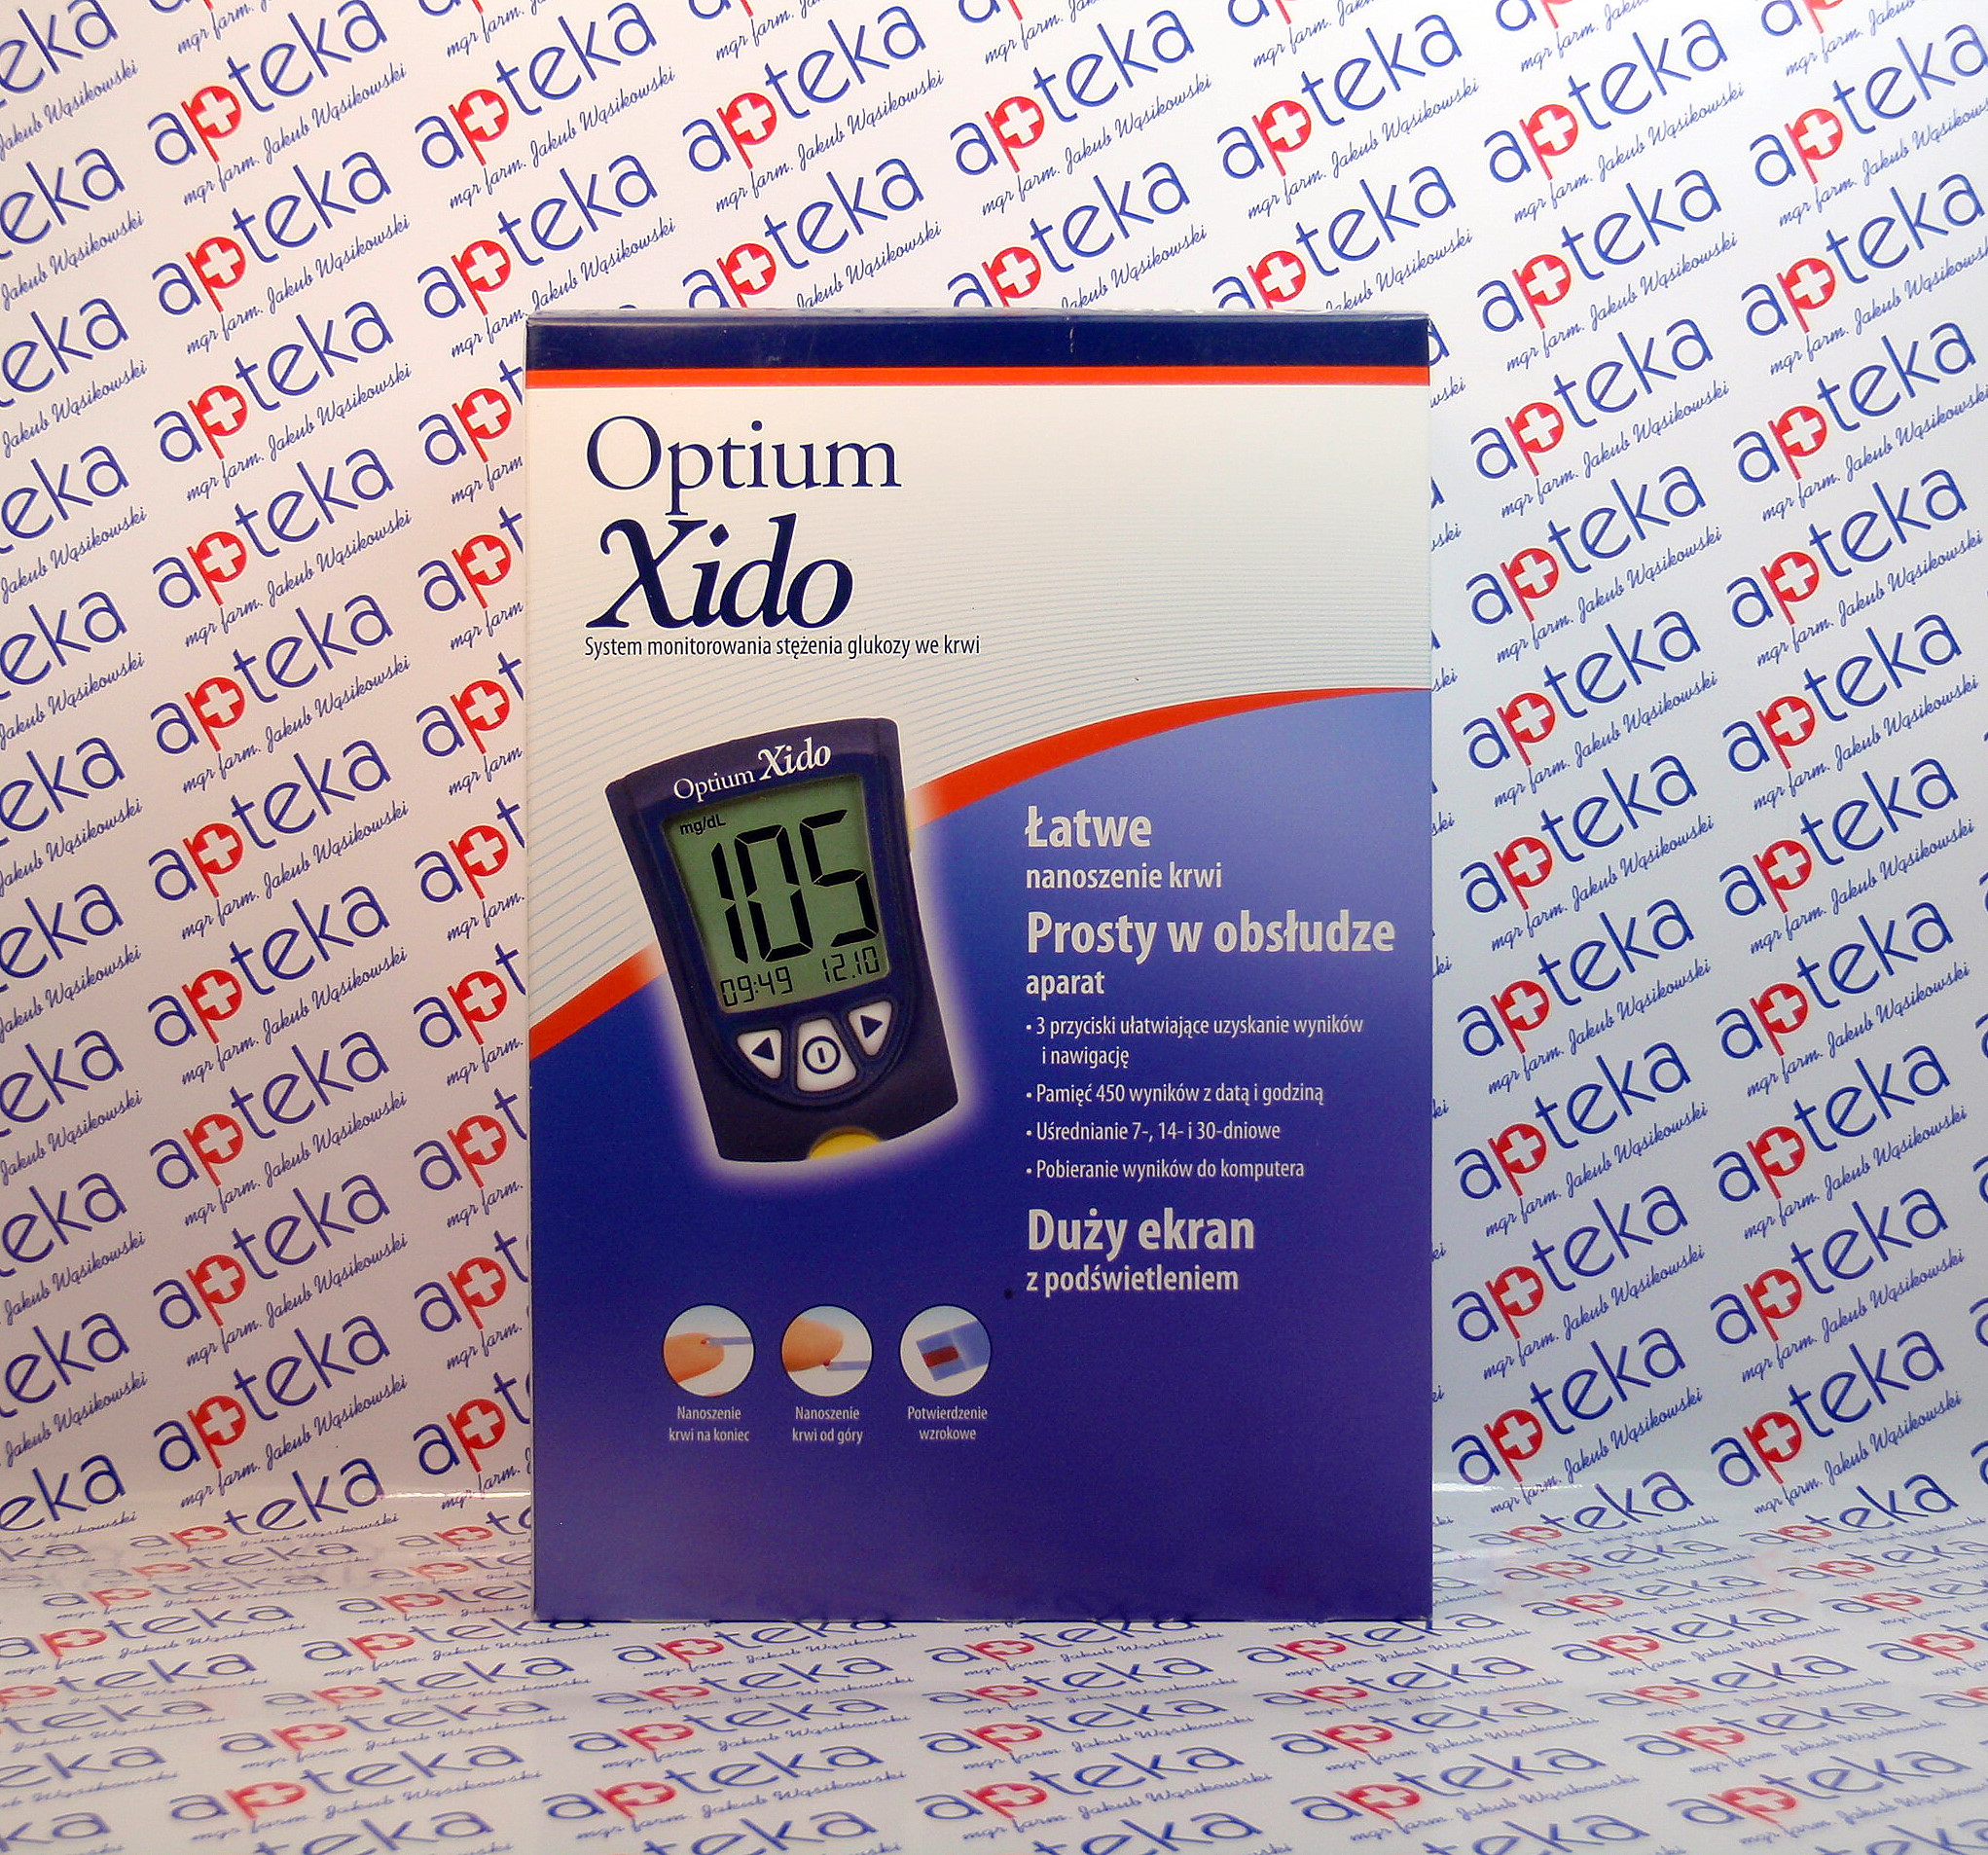 apteka
mgr farm. Jakub Wąsikowski
Optium
Xido
System monitorowania stężenia glukozy we krwi
Optium Xido
mg/dL
105
09:49 12.10
Łatwe
nanoszenie krwi
Prosty w obsłudze
aparat
• 3 przyciski ułatwiające uzyskanie wyników
i nawigację
• Pamięć 450 wyników z datą i godziną
• Uśrednianie 7-, 14- i 30-dniowe
• Pobieranie wyników do komputera
Duży ekran
z podświetleniem
Nanoszenie
krwi na koniec
Nanoszenie
krwi od góry
Potwierdzenie
wzrokowe